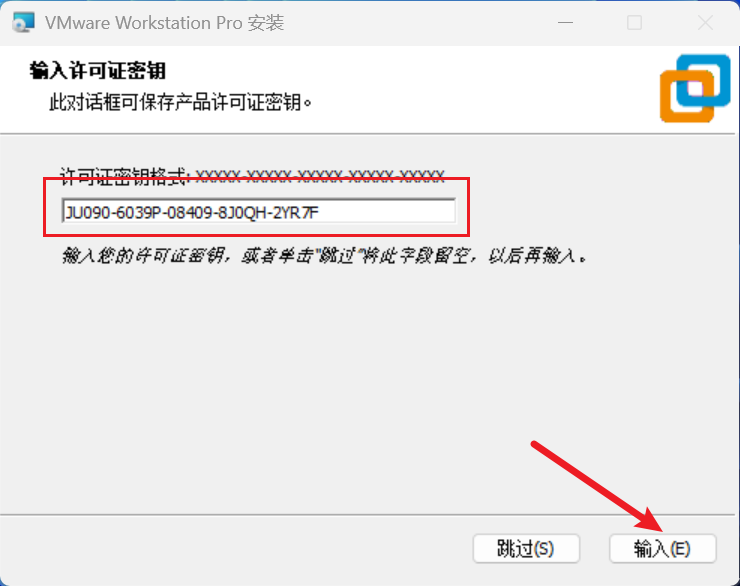 VMware Workstation Pro 安装
输入许可证密钥
此对话框可保存产品许可证密钥。
许可证密钥格式: XXXXX-XXXXX-XXXXX-XXXXX-XXXXX
JU090-6039P-08409-8J0QH-2YR7F
输入您的许可证密钥，或者单击"跳过"将此字段留空，以后再输入。
跳过(S) 输入(E)